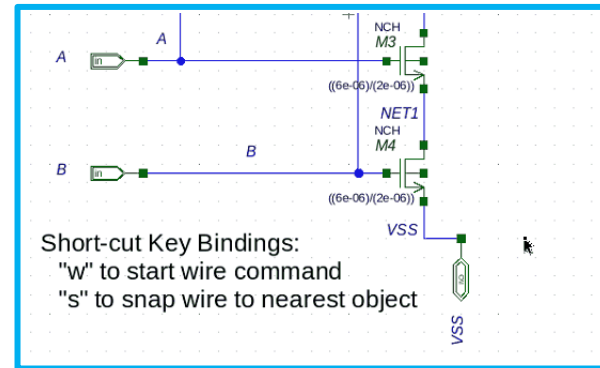 NCH
A
M3
A
in
((6e-06)/(2e-06))
NET1
NCH
M4
B
B
in
((6e-06)/(2e-06))
VSS
Short-cut Key Bindings:
"w" to start wire command
"s" to snap wire to nearest object
VSS